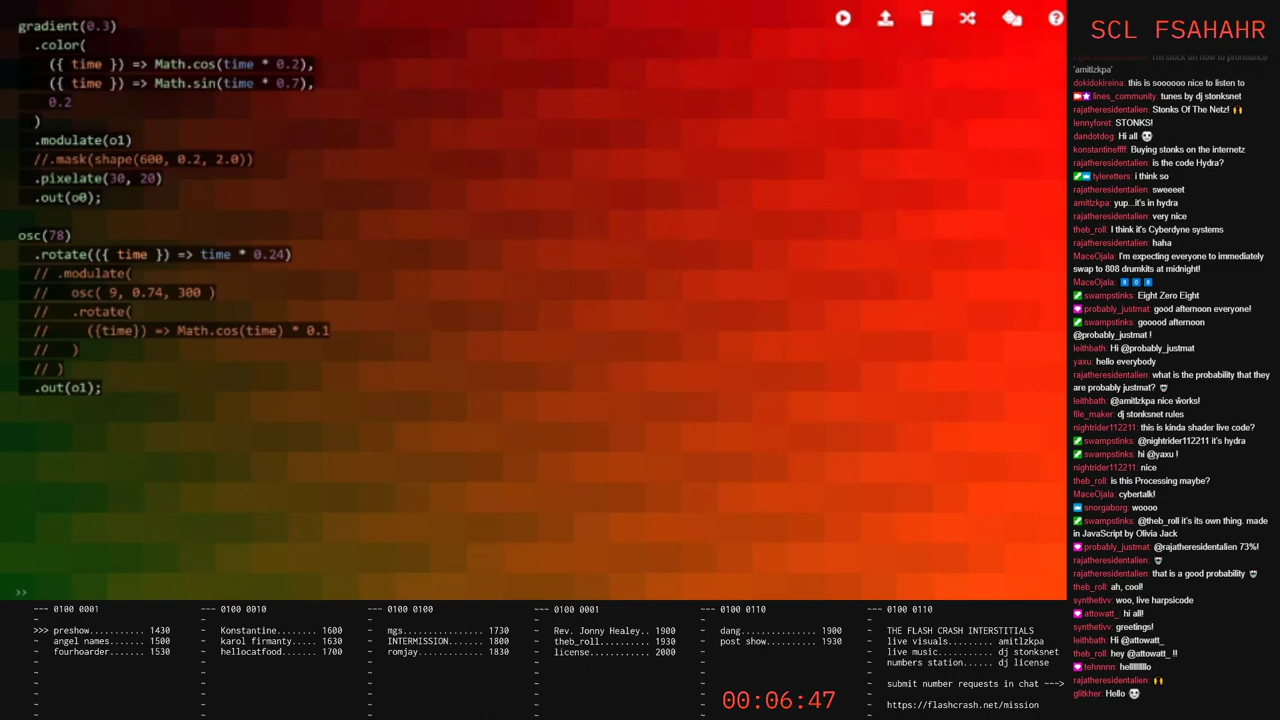 gradient(0.3)
.color(
({ time }) => Math.cos(time * 0.2),
({ time }) => Math.sin(time * 0.7),
0.2
)
.modulate(o1)
//.mask(shape(600, 0.2, 2.0))
.pixelate(30, 20)
.out(o0);
osc(78)
.rotate(({ time }) => time * 0.24)
// .modulate(
// osc( 9, 0.74, 300 )
// .rotate(
// ({time}) => Math.cos(time) * 0.1
// )
// )
.out(o1);
>>
SCL FSAHAHR
'amitlzkpa'
dokidokireina: this is soooooo nice to listen to
lines_community: tunes by dj stonksnet
rajatheresidentalien: Stonks Of The Netz!
lennyforet: STONKS!
dandotdog: Hi all
konstantineffff: Buying stonks on the internetz
rajatheresidentalien: is the code Hydra?
tyleretters: i think so
rajatheresidentalien: sweeeet
amitlzkpa: yup...it's in hydra
rajatheresidentalien: very nice
theb_roll: I think it's Cyberdyne systems
rajatheresidentalien: haha
MaceOjala: I'm expecting everyone to immediately
swap to 808 drumkits at midnight!
MaceOjala: 8 0 8
swampstinks: Eight Zero Eight
probably_justmat: good afternoon everyone!
swampstinks: gooood afternoon
@probably_justmat !
leithbath: Hi @probably_justmat
yaxu: hello everybody
rajatheresidentalien: what is the probability that they
are probably justmat?
leithbath: @amitlzkpa nice ẁorks!
file_maker: dj stonksnet rules
nightrider112211: this is kinda shader live code?
swampstinks: @nightrider112211 it's hydra
swampstinks: hi @yaxu !
nightrider112211: nice
theb_roll: is this Processing maybe?
MaceOjala: cybertalk!
snorgaborg: woooo
swampstinks: @theb_roll it's its own thing. made
in JavaScript by Olivia Jack
probably_justmat: @rajatheresidentalien 73%!
rajatheresidentalien:
rajatheresidentalien: that is a good probability
theb_roll: ah, cool!
synthetivv: woo, live harpsicode
attowatt_: hi all!
synthetivv: greetings!
leithbath: Hi @attowatt_
theb_roll: hey @attowatt_ !!
tehnnnn: helllllllllo
rajatheresidentalien:
glitkher: Hello
~~~ 0100 0001
>>> preshow.......... 1430
angel names...... 1500
fourhoarder...... 1530
~~~ 0100 0010
Konstantine....... 1600
karol firmanty.... 1630
hellocatfood...... 1700
~~~ 0100 0100
mgs............... 1730
INTERMISSION...... 1800
romjay............ 1830
~~~ 0100 0001
Rev. Jonny Healey.. 1900
theb_roll.......... 1930
license............ 2000
~~~ 0100 0110
dang............... 1900
post show.......... 1930
00:06:47
~~~ 0100 0110
THE FLASH CRASH INTERSTITIALS
live visuals....... amitlzkpa
live music....... dj stonksnet
numbers station...... dj license
submit number requests in chat ~~~>
https://flashcrash.net/mission